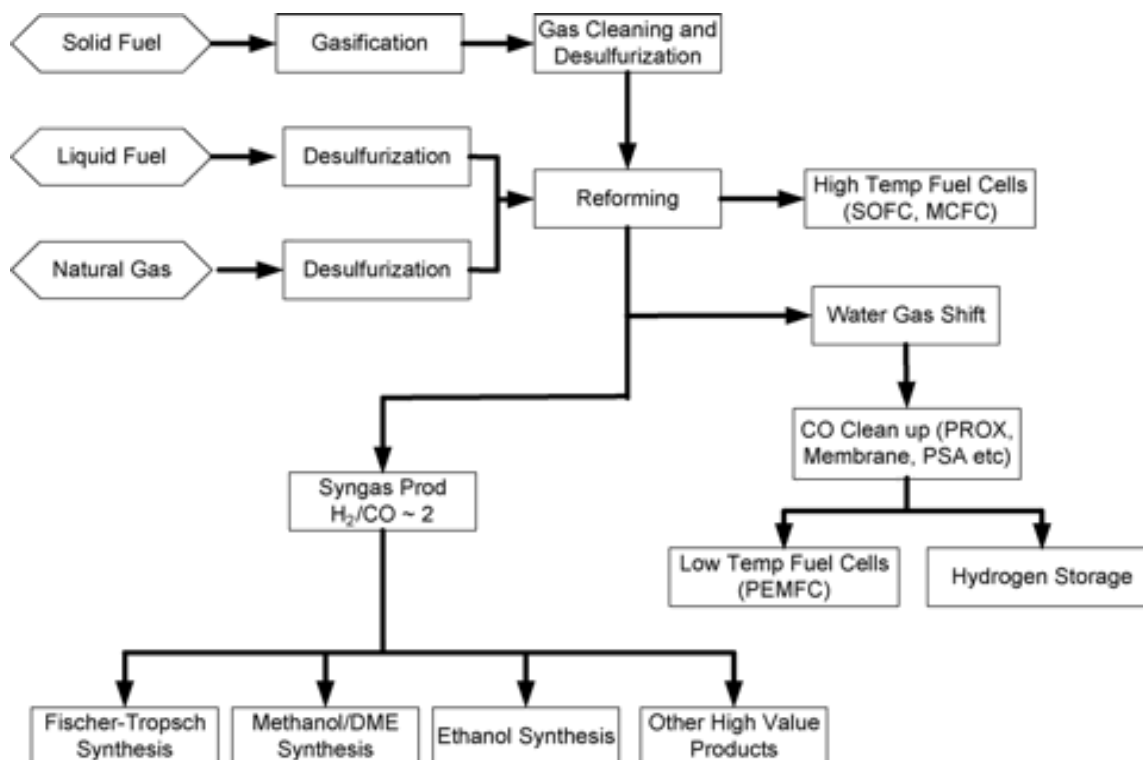 Solid Fuel
Gasification
Gas Cleaning and
Desulfurization
Liquid Fuel
Desulfurization
Reforming
High Temp Fuel Cells
(SOFC, MCFC)
Natural Gas
Desulfurization
Water Gas Shift
CO Clean up (PROX,
Membrane, PSA etc)
Syngas Prod
H₂/CO ~ 2
Low Temp Fuel Cells
(PEMFC)
Hydrogen Storage
Fischer-Tropsch
Synthesis
Methanol/DME
Synthesis
Ethanol Synthesis
Other High Value
Products